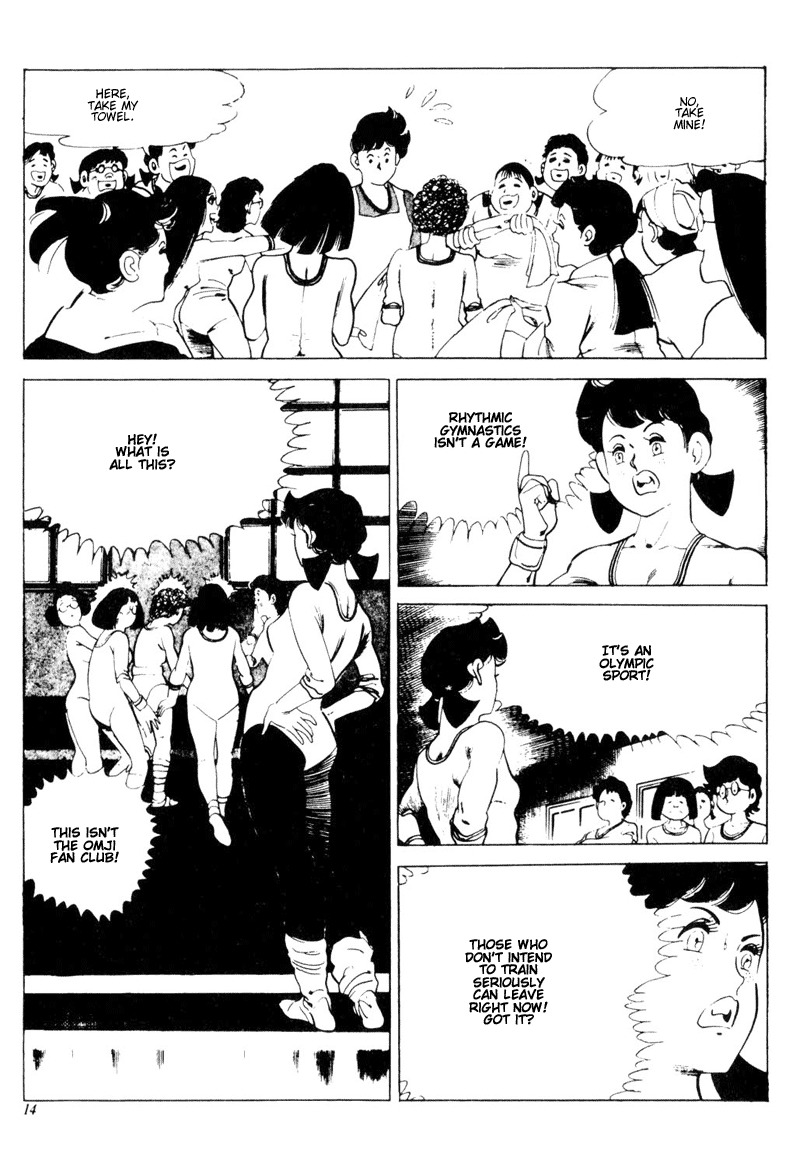 HERE,
TAKE MY
TOWEL.
NO,
TAKE
MINE!
HEY!
WHAT IS
ALL THIS?
THIS ISN'T
THE OMJI
FAN CLUB!
RHYTHMIC
GYMNASTICS
ISN'T A GAME!
IT'S AN
OLYMPIC
SPORT!
THOSE WHO
DON'T INTEND
TO TRAIN
SERIOUSLY
CAN LEAVE
RIGHT NOW!
GOT IT?
14